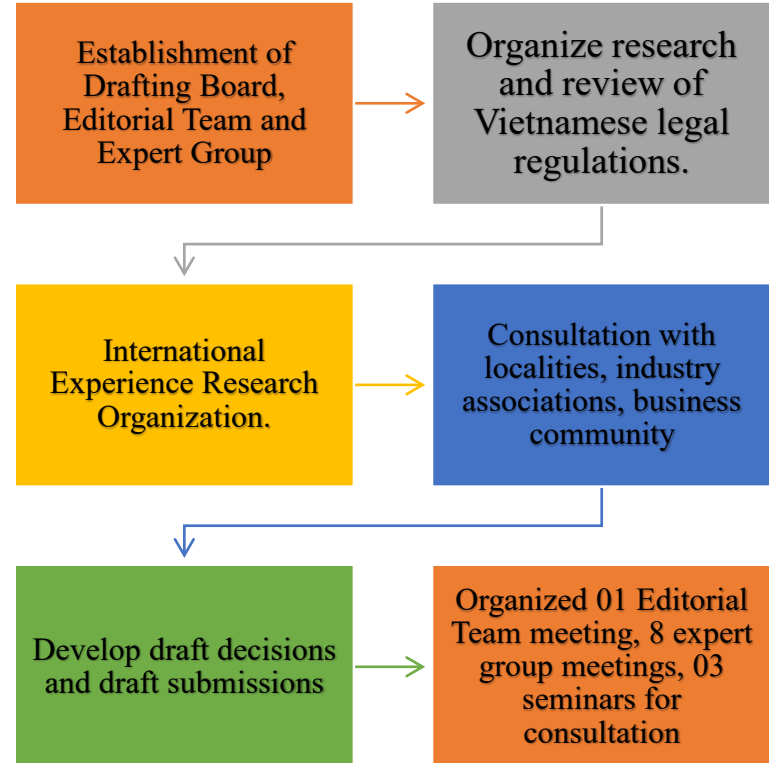 Establishment of
Drafting Board,
Editorial Team and
Expert Group
Organize research
and review of
Vietnamese legal
regulations.
International
Experience Research
Organization.
Consultation with
localities, industry
associations, business
community
Develop draft decisions
and draft submissions
Organized 01 Editorial
Team meeting, 8 expert
group meetings, 03
seminars for
consultation